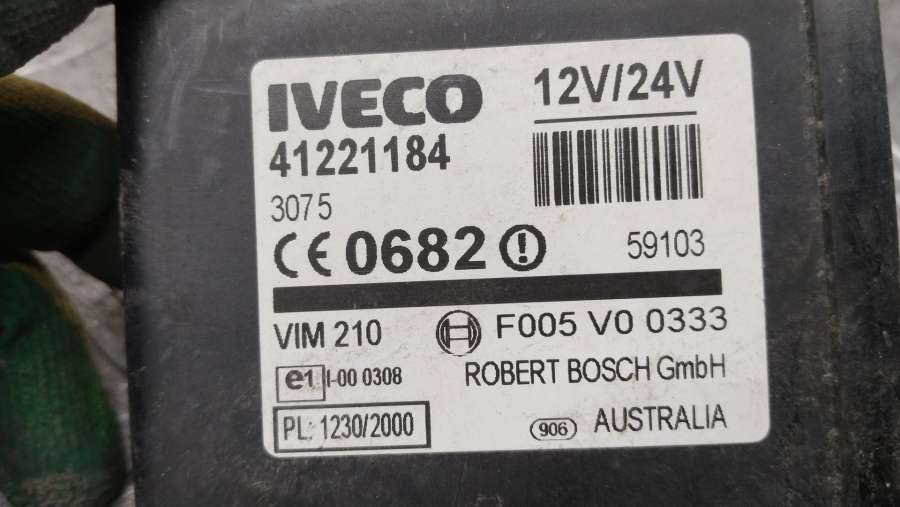 IVECO 12V/24V
41221184
3075
CE 0682 ! 59103
VIM 210 F005 V0 0333
e1 I-00 0308 ROBERT BOSCH GmbH
PL: 1230/2000 906 AUSTRALIA